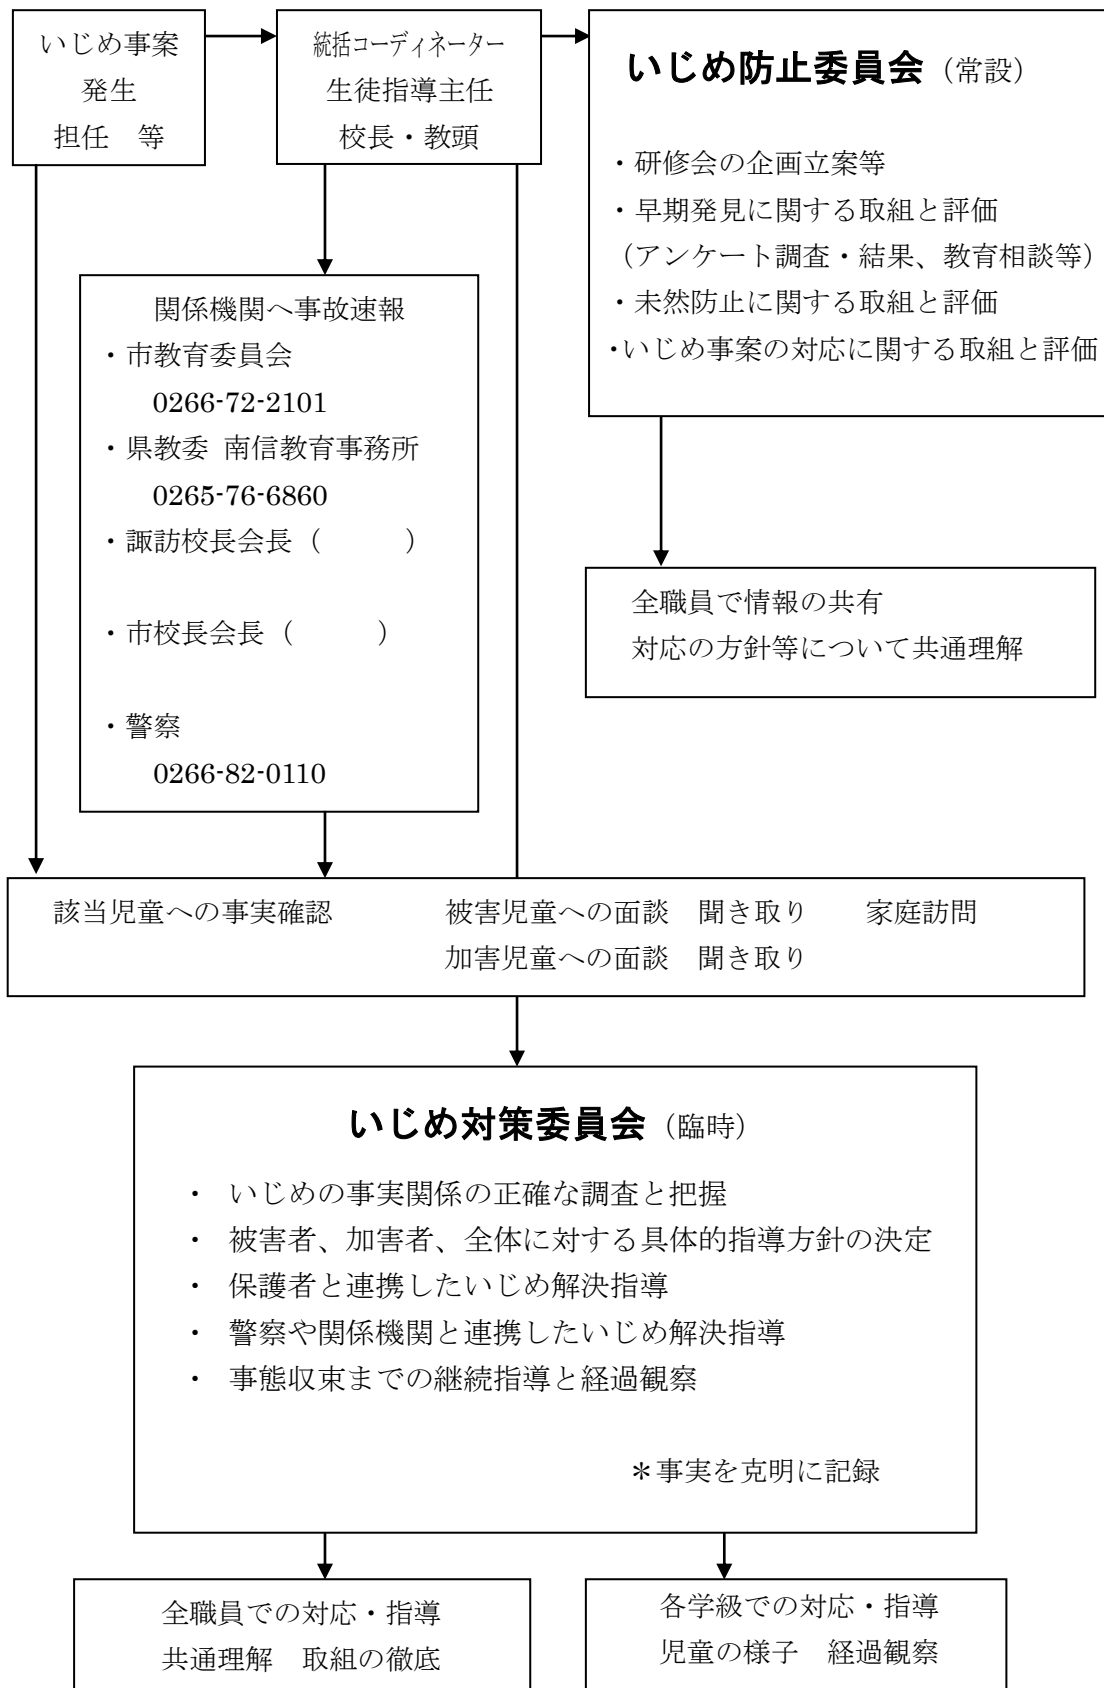 いじめ事案
発生
担任　等
統括コーディネーター
生徒指導主任
校長・教頭
いじめ防止委員会（常設）
・研修会の企画立案等
・早期発見に関する取組と評価
（アンケート調査・結果、教育相談等）
・未然防止に関する取組と評価
・いじめ事案の対応に関する取組と評価
関係機関へ事故速報
・市教育委員会
0266-72-2101
・県教委 南信教育事務所
0265-76-6860
・諏訪校長会長（　　　）
・市校長会長（　　　）
・警察
0266-82-0110
全職員で情報の共有
対応の方針等について共通理解
該当児童への事実確認　　　　被害児童への面談　聞き取り　　家庭訪問
加害児童への面談　聞き取り
いじめ対策委員会（臨時）
・ いじめの事実関係の正確な調査と把握
・ 被害者、加害者、全体に対する具体的指導方針の決定
・ 保護者と連携したいじめ解決指導
・ 警察や関係機関と連携したいじめ解決指導
・ 事態収束までの継続指導と経過観察
＊事実を克明に記録
全職員での対応・指導
共通理解　取組の徹底
各学級での対応・指導
児童の様子　経過観察